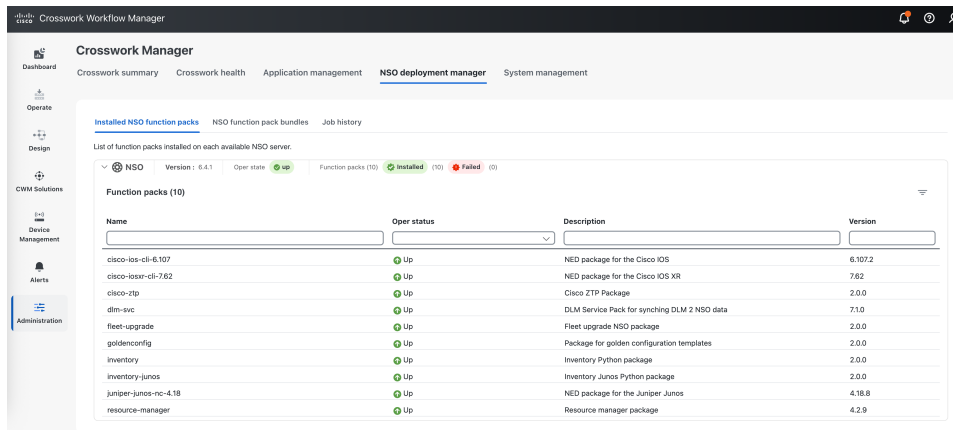 cisco Crosswork Workflow Manager
Crosswork Manager
Crosswork summary Crosswork health Application management NSO deployment manager System management
Dashboard
Operate
Design
CWM Solutions
Device
Management
Alerts
Administration
Installed NSO function packs NSO function pack bundles Job history
List of function packs installed on each available NSO server.
NSO Version : 6.4.1 Oper state up Function packs (10) Installed (10) Failed (0)
Function packs (10)
Name Oper status Description Version
cisco-ios-cli-6.107 Up NED package for the Cisco IOS 6.107.2
cisco-iosxr-cli-7.62 Up NED package for the Cisco IOS XR 7.62
cisco-ztp Up Cisco ZTP Package 2.0.0
dlm-svc Up DLM Service Pack for synching DLM 2 NSO data 7.1.0
fleet-upgrade Up Fleet upgrade NSO package 2.0.0
goldenconfig Up Package for golden configuration templates 2.0.0
inventory Up Inventory Python package 2.0.0
inventory-junos Up Inventory Junos Python package 2.0.0
juniper-junos-nc-4.18 Up NED package for the Juniper Junos 4.18.8
resource-manager Up Resource manager package 4.2.9